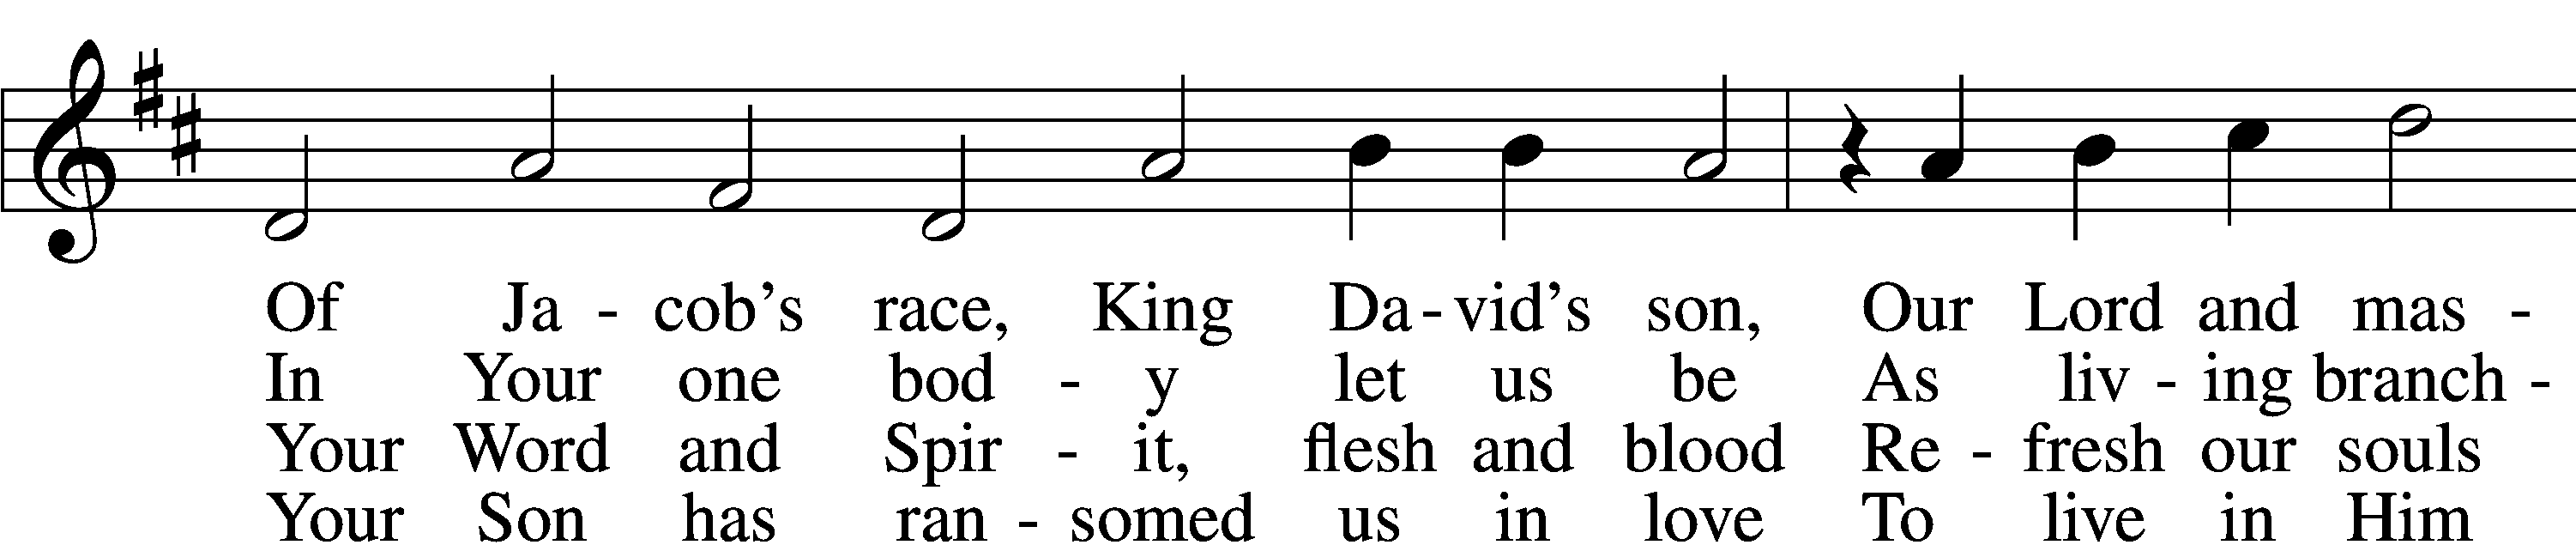 Of Ja - cob's race, King Da - vid's son, Our Lord and mas -
In Your one bod - y let us be As liv - ing branch -
Your Word and Spir - it, flesh and blood Re - fresh our souls
Your Son has ran - somed us in love To live in Him